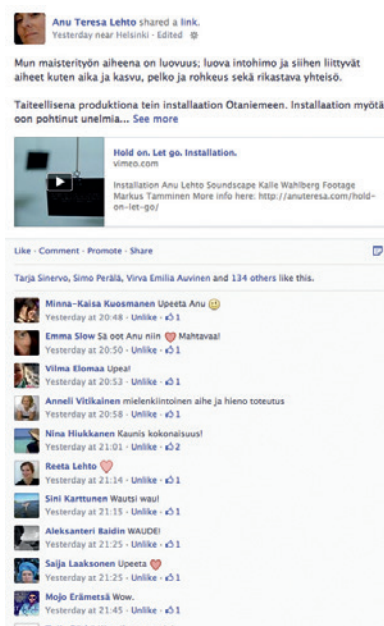 Anu Teresa Lehto shared a link.
Yesterday near Helsinki · Edited
Mun maisterityön aiheena on luovuus; luova intohimo ja siihen liittyvät
aiheet kuten aika ja kasvu, pelko ja rohkeus sekä rikastava yhteisö.
Taiteellisena produktiona tein installaation Otaniemeen. Installaation myötä
oon pohtinut unelmia... See more
Hold on. Let go. Installation.
vimeo.com
Installation Anu Lehto Soundscape Kalle Wahlberg Footage
Markus Tamminen More info here: http://anuteresa.com/hold-
on-let-go/
Like · Comment · Promote · Share
Tarja Sinervo, Simo Perälä, Virva Emilia Auvinen and 134 others like this.
Minna-Kaisa Kuosmanen Upeeta Anu
Yesterday at 20:48 · Unlike · 1
Emma Slow Sä oot Anu niin Mahtavaa!
Yesterday at 20:50 · Unlike · 1
Vilma Elomaa Upea!
Yesterday at 20:53 · Unlike · 1
Anneli Vitikainen mielenkiintoinen aihe ja hieno toteutus
Yesterday at 20:58 · Unlike · 1
Nina Hiukkanen Kaunis kokonaisuus!
Yesterday at 21:01 · Unlike · 2
Reeta Lehto
Yesterday at 21:14 · Unlike · 1
Sini Karttunen Wautsi wau!
Yesterday at 21:15 · Unlike · 1
Aleksanteri Baidin WAUDE!
Yesterday at 21:25 · Unlike · 1
Saija Laaksonen Upeeta
Yesterday at 21:25 · Unlike · 1
Mojo Erämetsä Wow.
Yesterday at 21:45 · Unlike · 1